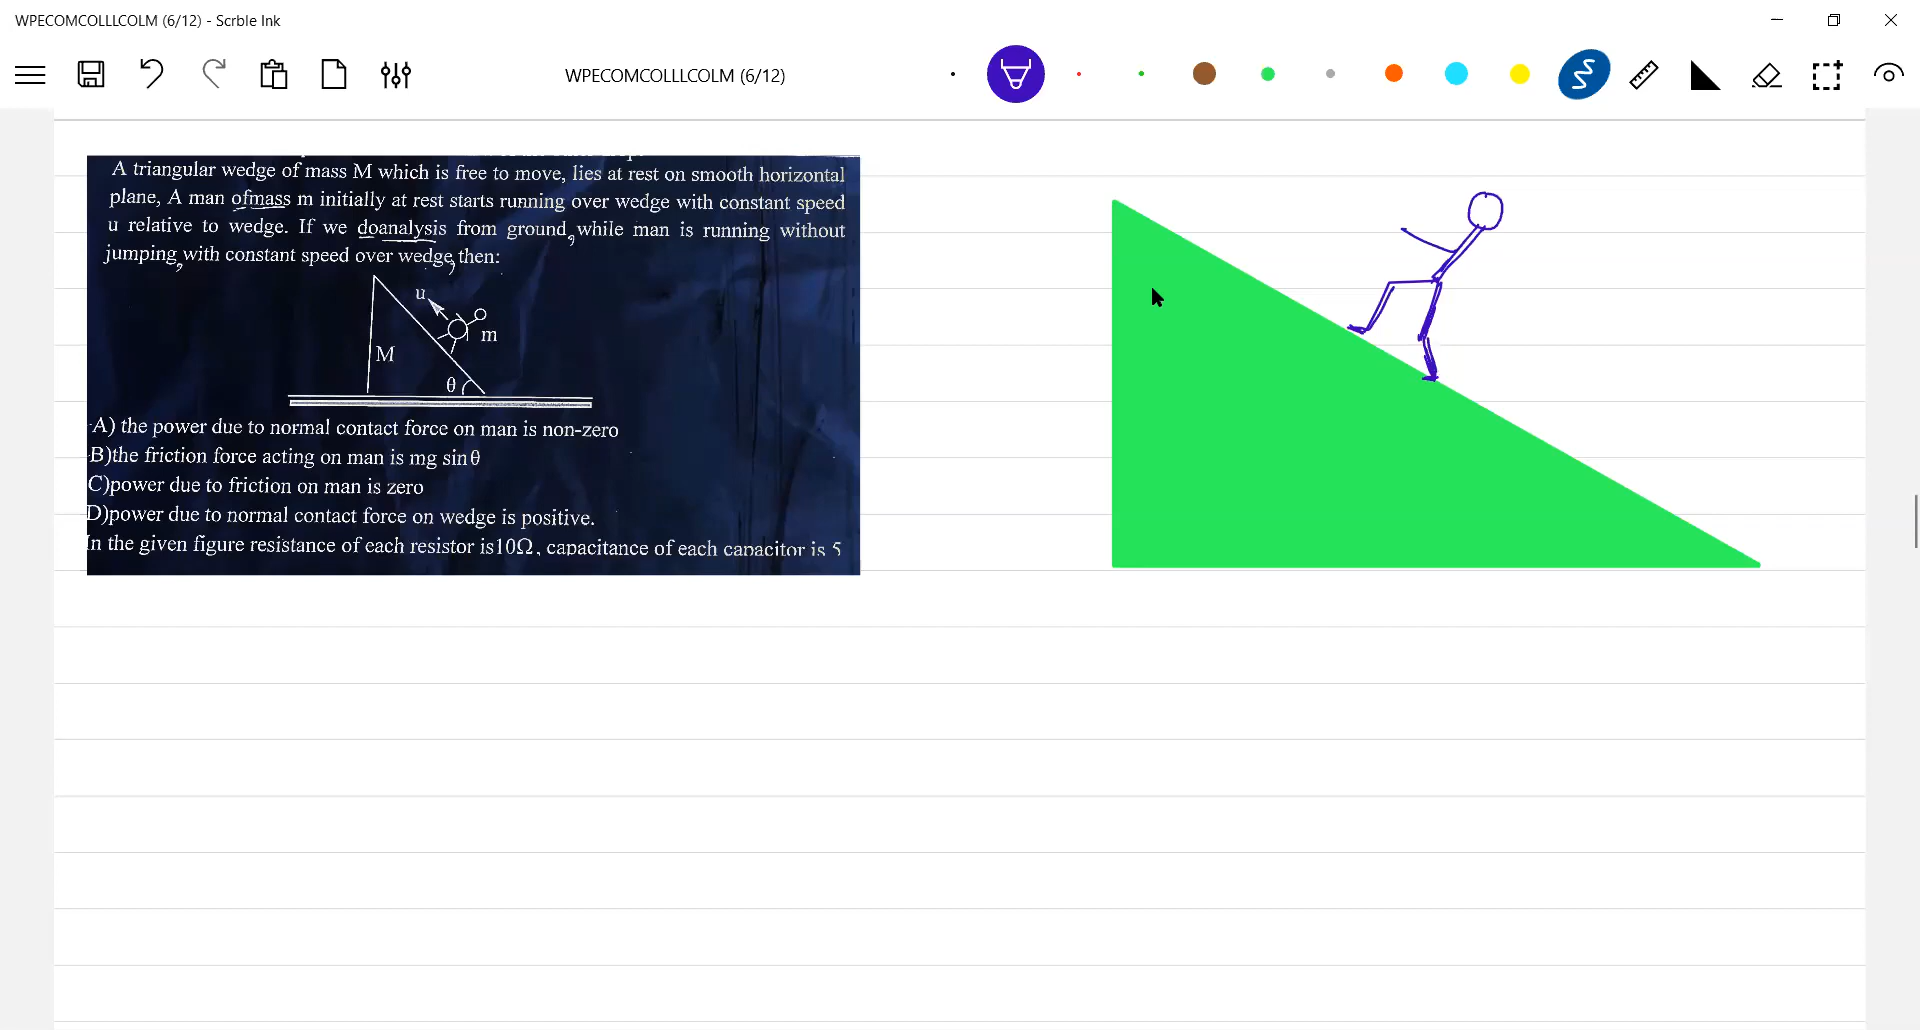 WPECOMCOLLLCOLM (6/12) - Scrble Ink
WPECOMCOLLLCOLM (6/12)
A triangular wedge of mass M which is free to move, lies at rest on smooth horizontal
plane, A man ofmass m initially at rest starts running over wedge with constant speed
u relative to wedge. If we doanalysis from ground, while man is running without
jumping, with constant speed over wedge, then:
u
m
M
θ
A) the power due to normal contact force on man is non-zero
B)the friction force acting on man is mg sinθ
C)power due to friction on man is zero
D)power due to normal contact force on wedge is positive.
In the given figure resistance of each resistor is10Ω, capacitance of each capacitor is 5